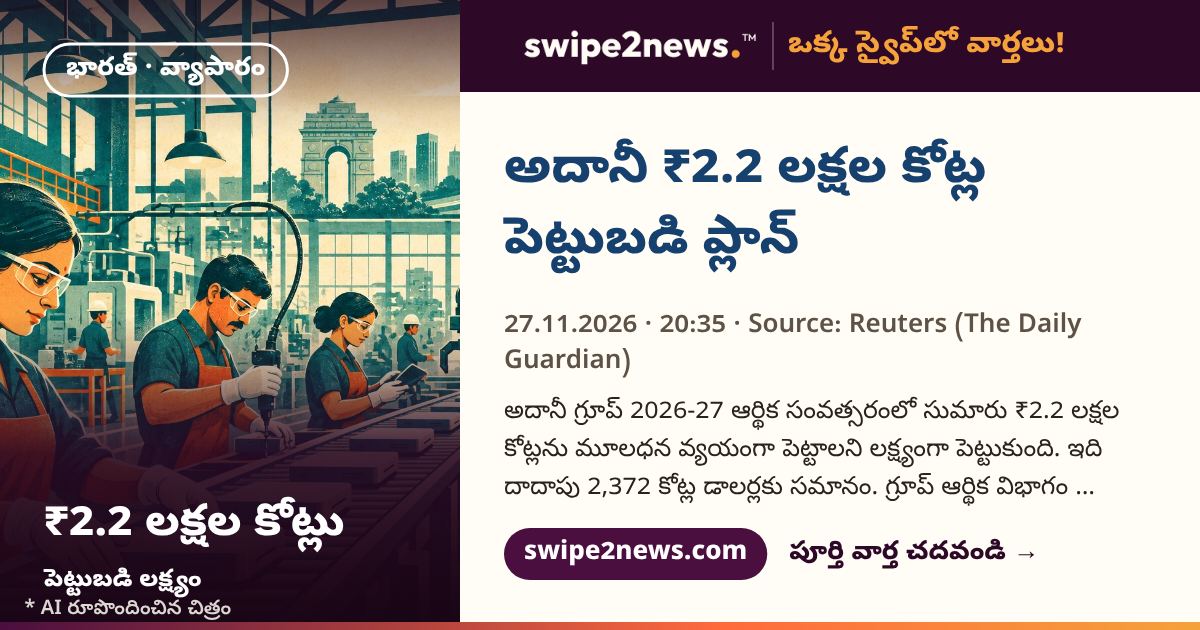 భారత్ · వ్యాపారం
swipe2news.™
ఒక్క స్వైప్‌లో వార్తలు!
అదానీ ₹2.2 లక్షల కోట్ల
పెట్టుబడి ప్లాన్
27.11.2026 · 20:35 · Source: Reuters (The Daily
Guardian)
అదానీ గ్రూప్ 2026-27 ఆర్థిక సంవత్సరంలో సుమారు ₹2.2 లక్షల
కోట్లను మూలధన వ్యయంగా పెట్టాలని లక్ష్యంగా పెట్టుకుంది. ఇది
దాదాపు 2,372 కోట్ల డాలర్లకు సమానం. గ్రూప్ ఆర్థిక విభాగం ...
swipe2news.com
పూర్తి వార్త చదవండి →
₹2.2 లక్షల కోట్లు
పెట్టుబడి లక్ష్యం
* AI రూపొందించిన చిత్రం